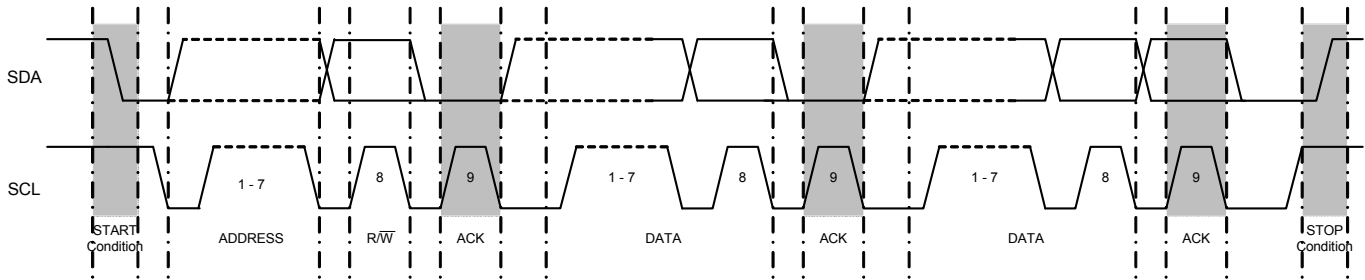 SDA
SCL
1 - 7
8
9
1 - 7
8
9
1 - 7
8
9
START
Condition
ADDRESS
R/W̅
ACK
DATA
ACK
DATA
ACK
STOP
Condition